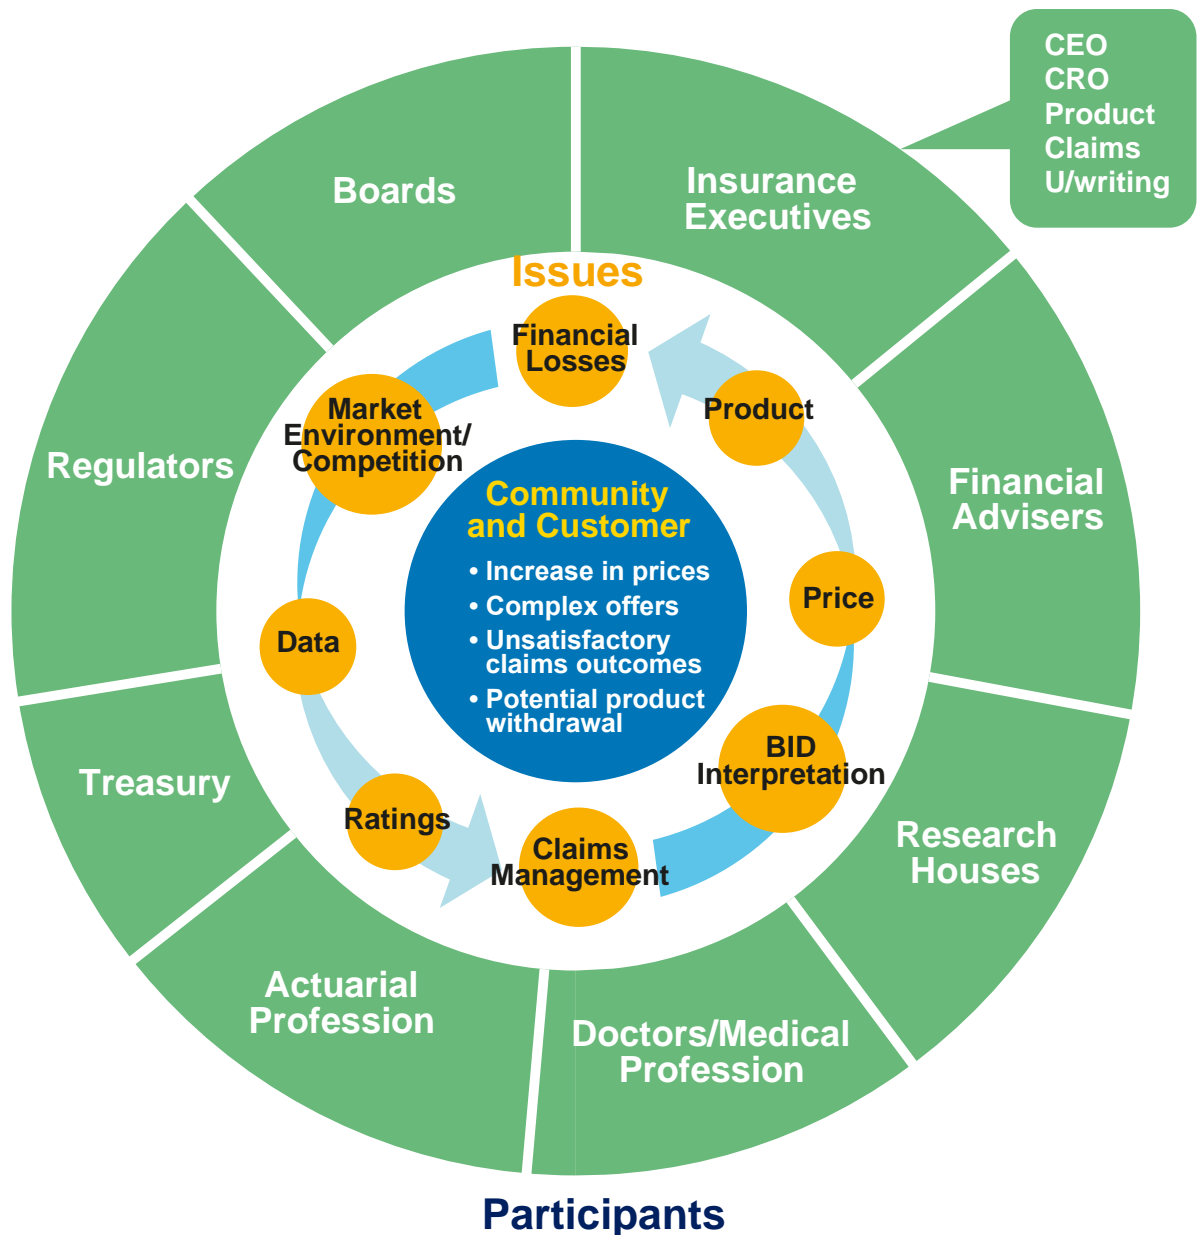 CEO
CRO
Product
Claims
U/writing
Boards
Insurance
Executives
Regulators
Financial
Advisers
Treasury
Research
Houses
Actuarial
Profession
Doctors/Medical
Profession
Issues
Financial
Losses
Market
Environment/
Competition
Product
Data
Price
Ratings
BID
Interpretation
Claims
Management
Community
and Customer
• Increase in prices
• Complex offers
• Unsatisfactory
claims outcomes
• Potential product
withdrawal
Participants